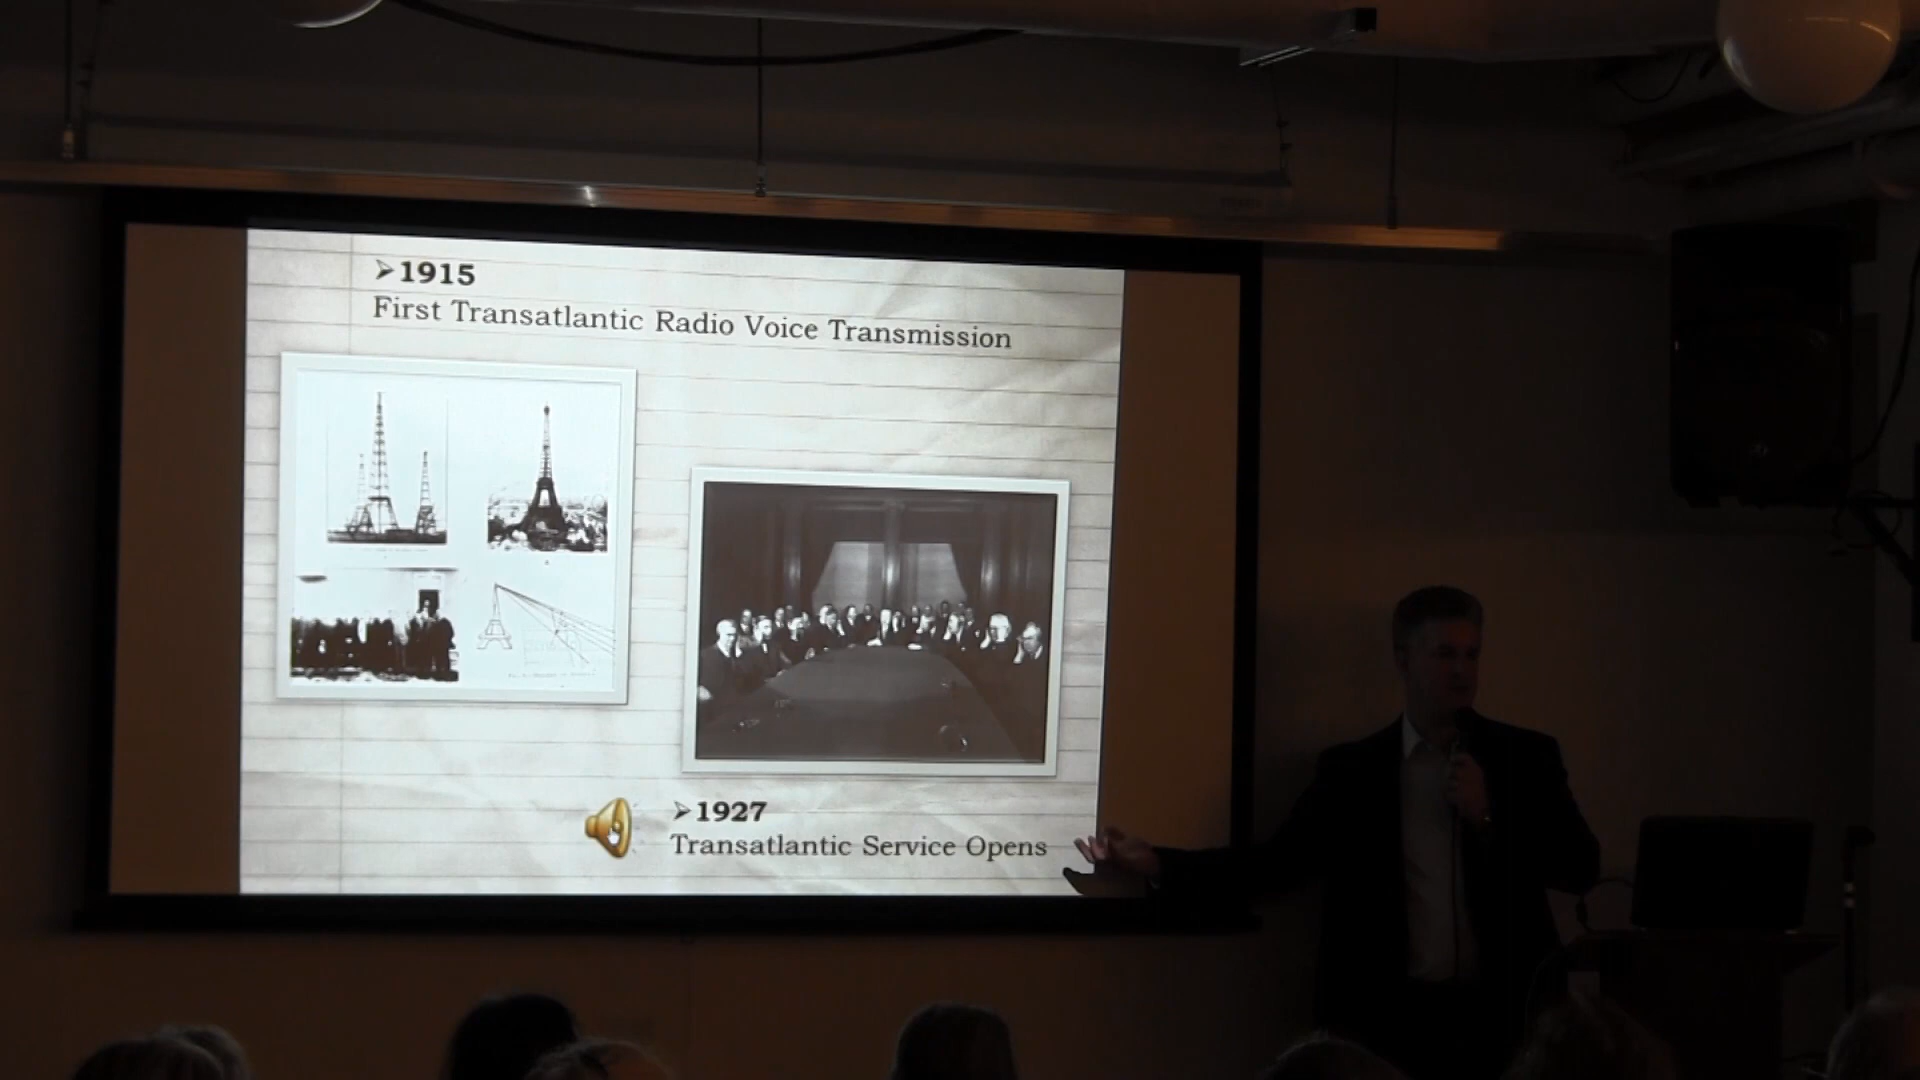 ➢1915
First Transatlantic Radio Voice Transmission
➢1927
Transatlantic Service Opens